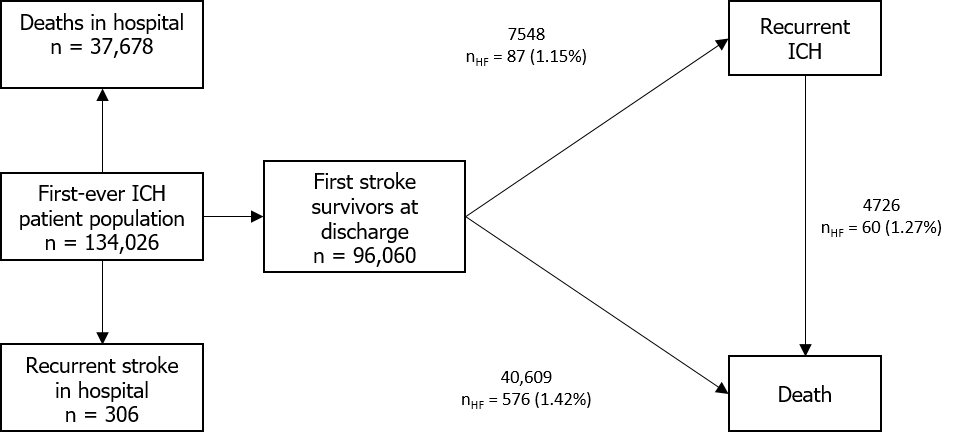 Deaths in hospital
n = 37,678
First-ever ICH
patient population
n = 134,026
Recurrent stroke
in hospital
n = 306
First stroke
survivors at
discharge
n = 96,060
7548
nHF = 87 (1.15%)
40,609
nHF = 576 (1.42%)
Recurrent
ICH
4726
nHF = 60 (1.27%)
Death